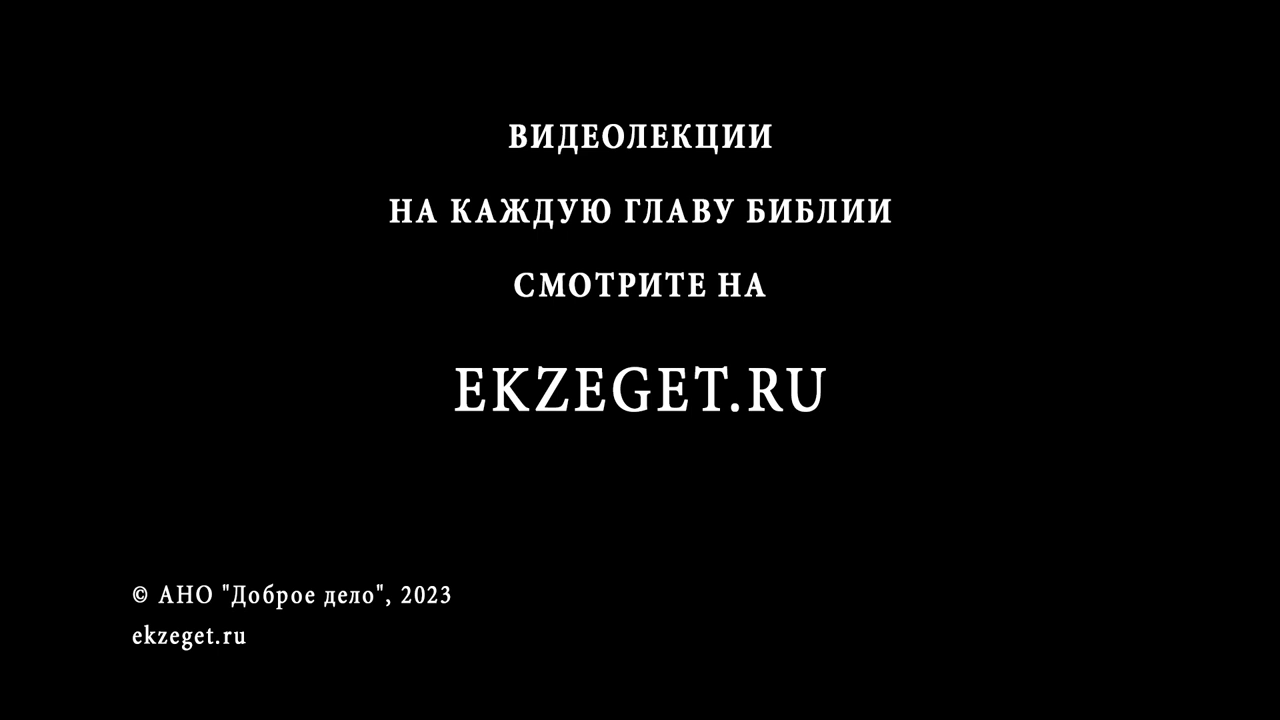 ВИДЕОЛЕКЦИИ
НА КАЖДУЮ ГЛАВУ БИБЛИИ
СМОТРИТЕ НА
EKZEGET.RU
© АНО "Доброе дело", 2023
ekzeget.ru